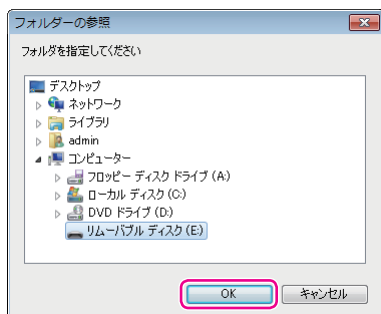 フォルダーの参照
フォルダを指定してください
デスクトップ
ネットワーク
ライブラリ
admin
コンピューター
フロッピー ディスク ドライブ (A:)
ローカル ディスク (C:)
DVD ドライブ (D:)
リムーバブル ディスク (E:)
OK キャンセル